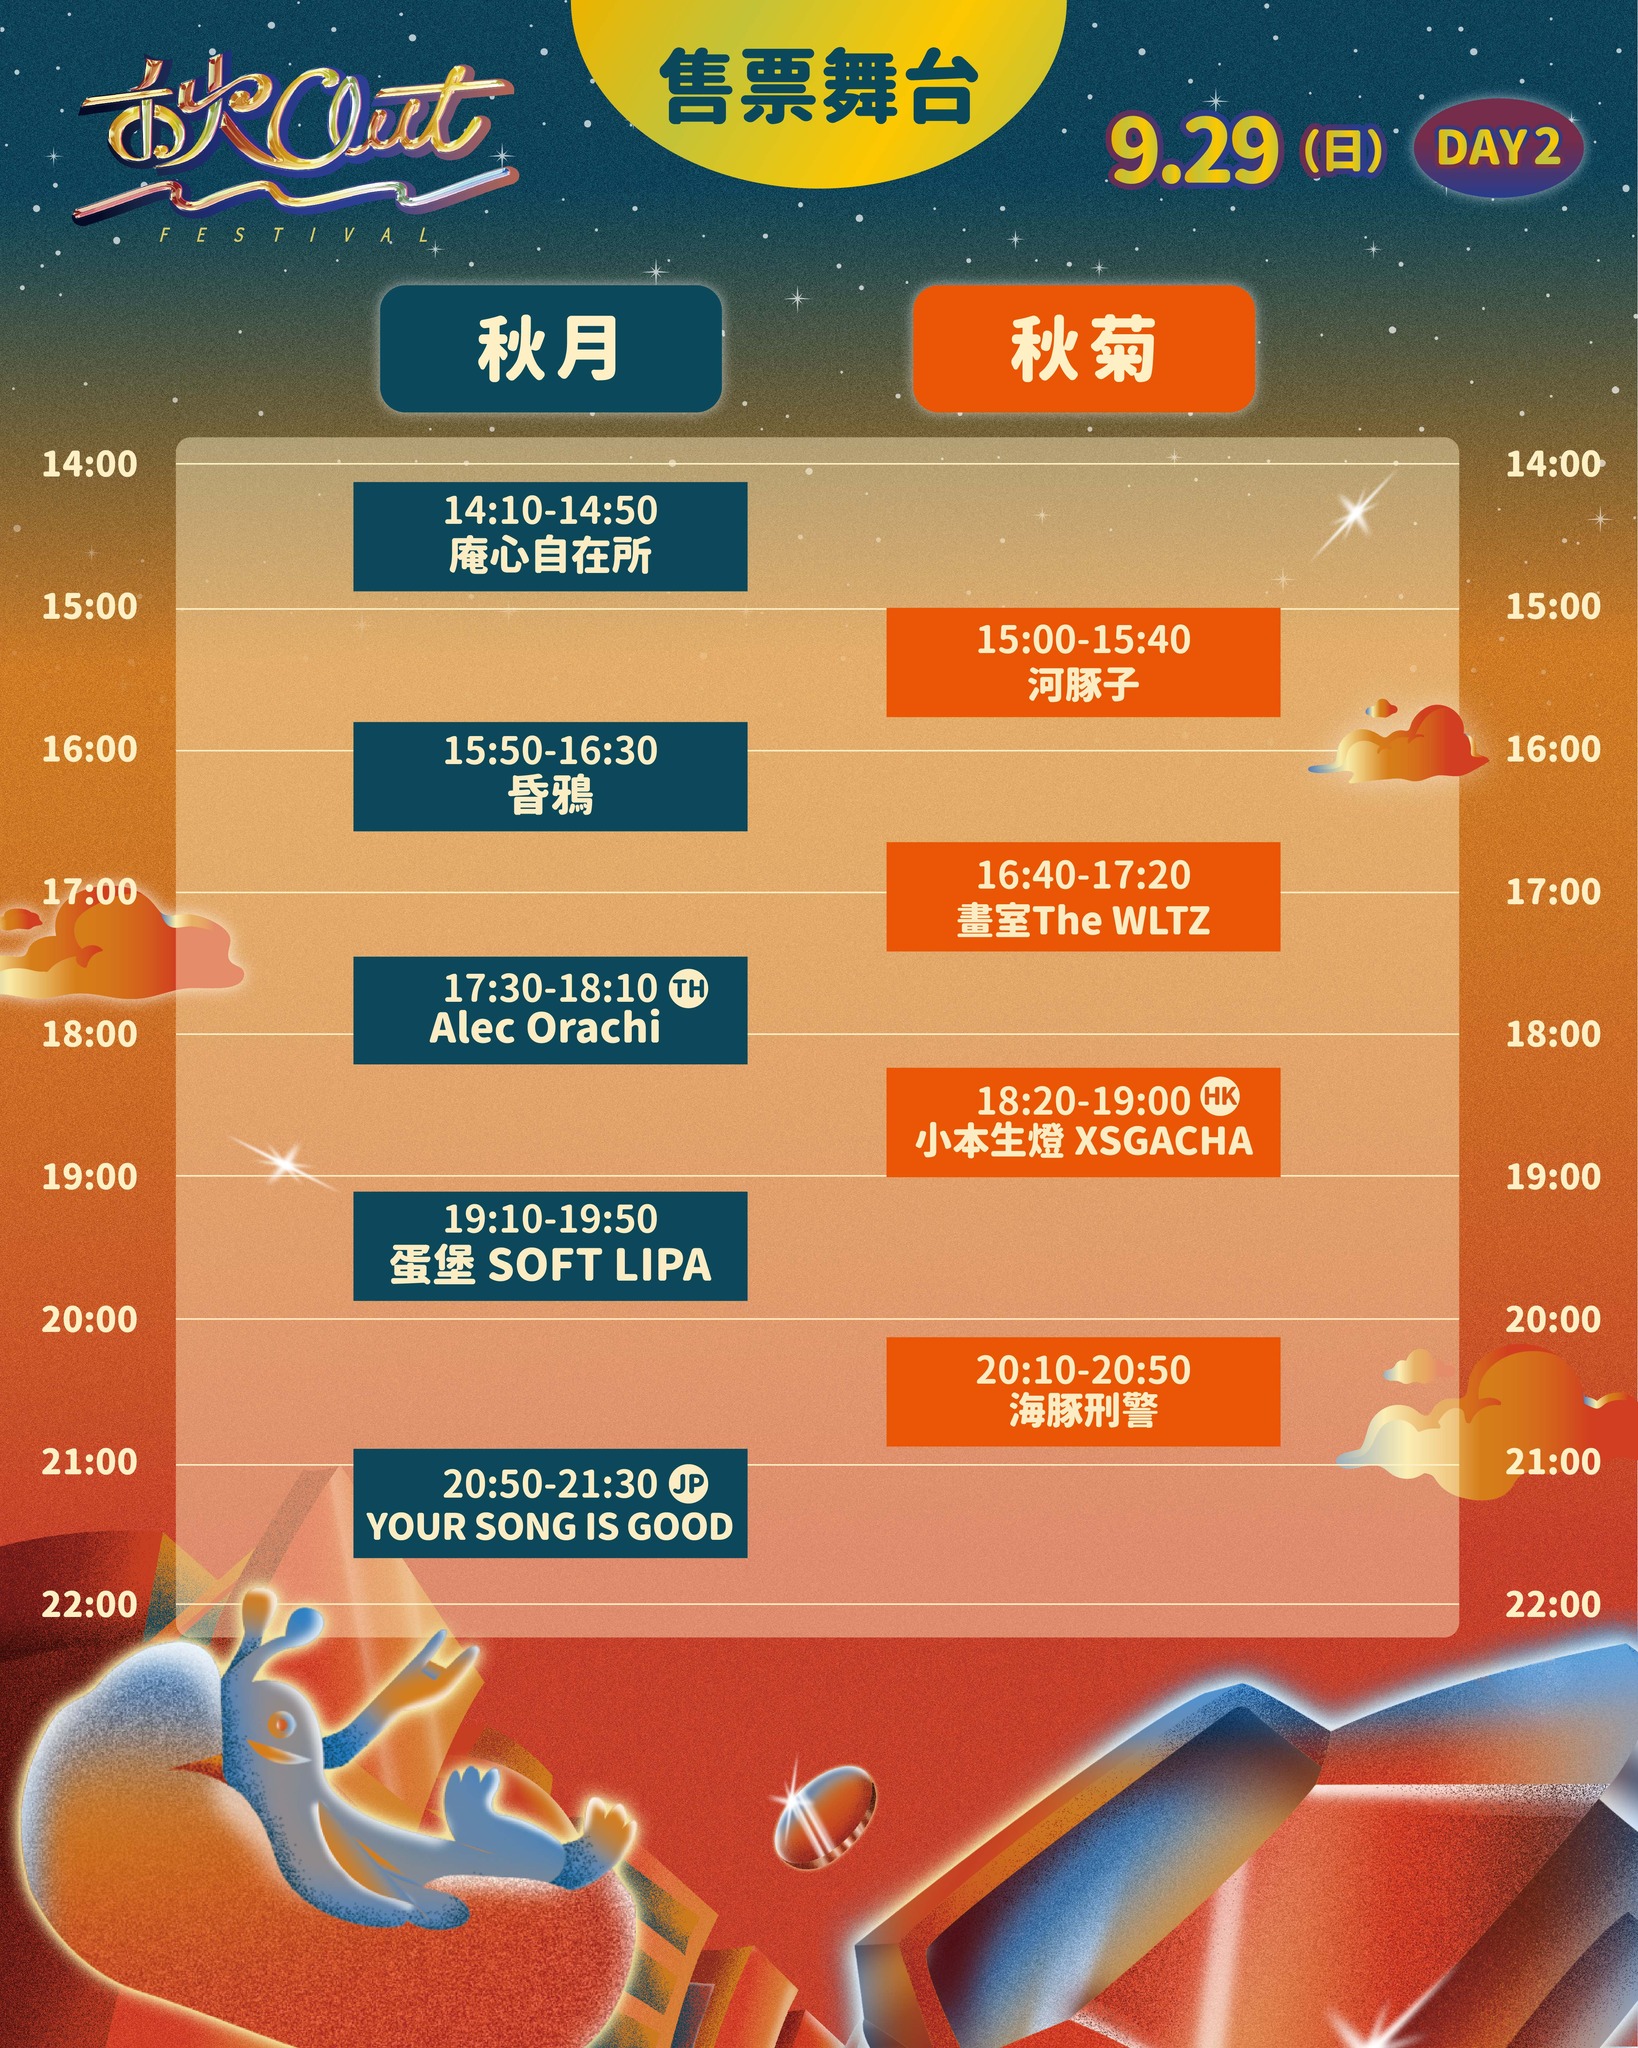 秋Out
FESTIVAL
售票舞台
9.29（日） DAY 2
秋月
秋菊
14:00
15:00
16:00
17:00
18:00
19:00
20:00
21:00
22:00
14:10-14:50
庵心自在所
15:50-16:30
昏鴉
17:30-18:10 TH
Alec Orachi
19:10-19:50
蛋堡 SOFT LIPA
20:50-21:30 JP
YOUR SONG IS GOOD
15:00-15:40
河豚子
16:40-17:20
畫室The WLTZ
18:20-19:00 HK
小本生燈 XSGACHA
20:10-20:50
海豚刑警
14:00
15:00
16:00
17:00
18:00
19:00
20:00
21:00
22:00